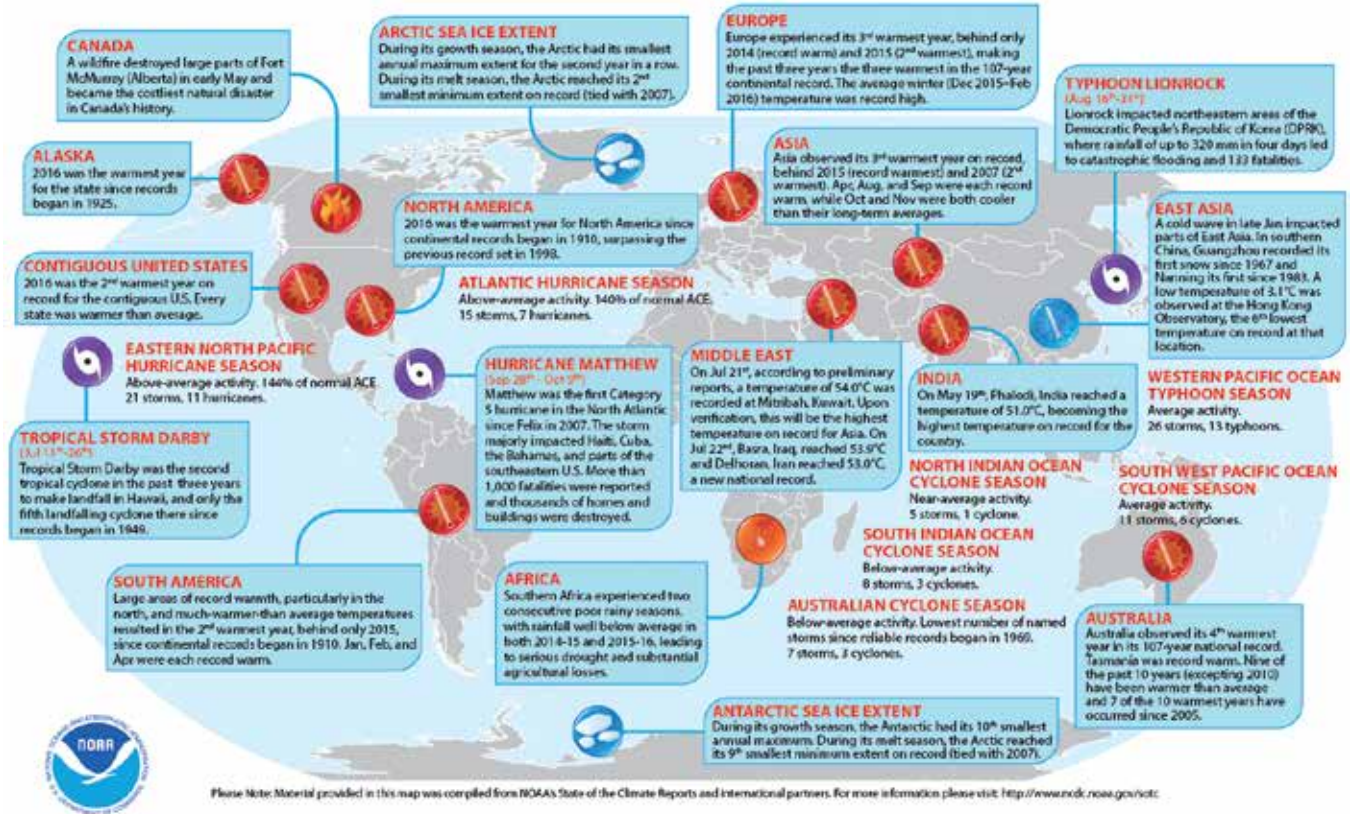 CANADA
A wildfire destroyed large parts of Fort
McMurray (Alberta) in early May and
became the costliest natural disaster
in Canada's history.
ARCTIC SEA ICE EXTENT
During its growth season, the Arctic had its smallest
annual maximum extent for the second year in a row.
During its melt season, the Arctic reached its 2nd
smallest minimum extent on record (tied with 2007).
EUROPE
Europe experienced its 3rd warmest year, behind only
2014 (record warm) and 2015 (2nd warmest), making
the past three years the three warmest in the 107-year
continental record. The average winter (Dec 2015–Feb
2016) temperature was record high.
TYPHOON LIONROCK
(Aug 16th-31st)
Lionrock impacted northeastern areas of the
Democratic People's Republic of Korea (DPRK),
where rainfall of up to 320 mm in four days led
to catastrophic flooding and 133 fatalities.
ALASKA
2016 was the warmest year
for the state since records
began in 1925.
NORTH AMERICA
2016 was the warmest year for North America since
continental records began in 1910, surpassing the
previous record set in 1998.
ASIA
Asia observed its 3rd warmest year on record,
behind 2015 (record warmest) and 2007 (2nd
warmest). Apr, Aug, and Sep were each record
warm, while Oct and Nov were both cooler
than their long-term averages.
EAST ASIA
A cold wave in late Jan impacted
parts of East Asia. In southern
China, Guangzhou recorded its
first snow since 1967 and
Nanning its first since 1983. A
low temperature of 3.1°C was
observed at the Hong Kong
Observatory, the 6th lowest
temperature on record at that
location.
CONTIGUOUS UNITED STATES
2016 was the 2nd warmest year on
record for the contiguous U.S. Every
state was warmer than average.
ATLANTIC HURRICANE SEASON
Above-average activity. 140% of normal ACE.
15 storms, 7 hurricanes.
EASTERN NORTH PACIFIC
HURRICANE SEASON
Above-average activity. 144% of normal ACE.
21 storms, 11 hurricanes.
HURRICANE MATTHEW
(Sep 28th - Oct 9th)
Matthew was the first Category
5 hurricane in the North Atlantic
since Felix in 2007. The storm
majorly impacted Haiti, Cuba,
the Bahamas, and parts of the
southeastern U.S. More than
1,000 fatalities were reported
and thousands of homes and
buildings were destroyed.
MIDDLE EAST
On Jul 21st, according to preliminary
reports, a temperature of 54.0°C was
recorded at Mitribah, Kuwait. Upon
verification, this will be the highest
temperature on record for Asia. On
Jul 22nd, Basra, Iraq, reached 53.9°C
and Delhoran, Iran reached 53.0°C,
a new national record.
INDIA
On May 19th, Phalodi, India reached a
temperature of 51.0°C, becoming the
highest temperature on record for the
country.
WESTERN PACIFIC OCEAN
TYPHOON SEASON
Average activity.
26 storms, 13 typhoons.
TROPICAL STORM DARBY
(Jul 11th-26th)
Tropical Storm Darby was the second
tropical cyclone in the past three years
to make landfall in Hawaii, and only the
fifth landfalling cyclone there since
records began in 1949.
NORTH INDIAN OCEAN
CYCLONE SEASON
Near-average activity.
5 storms, 1 cyclone.
SOUTH WEST PACIFIC OCEAN
CYCLONE SEASON
Average activity.
11 storms, 6 cyclones.
SOUTH INDIAN OCEAN
CYCLONE SEASON
Below-average activity.
8 storms, 3 cyclones.
SOUTH AMERICA
Large areas of record warmth, particularly in the
north, and much-warmer-than average temperatures
resulted in the 2nd warmest year, behind only 2015,
since continental records began in 1910. Jan, Feb, and
Apr were each record warm.
AFRICA
Southern Africa experienced two
consecutive poor rainy seasons,
with rainfall well below average in
both 2014-15 and 2015-16, leading
to serious drought and substantial
agricultural losses.
AUSTRALIAN CYCLONE SEASON
Below-average activity. Lowest number of named
storms since reliable records began in 1969.
7 storms, 3 cyclones.
AUSTRALIA
Australia observed its 4th warmest
year in its 107-year national record.
Tasmania was record warm. Nine of
the past 10 years (excepting 2010)
have been warmer than average
and 7 of the 10 warmest years have
occurred since 2005.
ANTARCTIC SEA ICE EXTENT
During its growth season, the Antarctic had its 10th smallest
annual maximum. During its melt season, the Arctic reached
its 9th smallest minimum extent on record (tied with 2007).
NOAA
Please Note: Material provided in this map was compiled from NOAA's State of the Climate Reports and international partners. For more information please visit: http://www.ncdc.noaa.gov/sotc